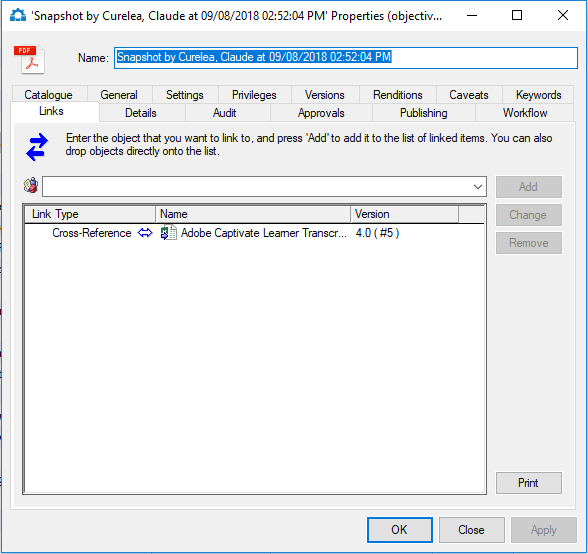 'Snapshot by Curelea, Claude at 09/08/2018 02:52:04 PM' Properties (objectiv...
PDF
Name: Snapshot by Curelea, Claude at 09/08/2018 02:52:04 PM
Catalogue General Settings Privileges Versions Renditions Caveats Keywords
Links Details Audit Approvals Publishing Workflow
Enter the object that you want to link to, and press 'Add' to add it to the list of linked items. You can also
drop objects directly onto the list.
Add
Change
Remove
Link Type Name Version
Cross-Reference Adobe Captivate Learner Transcr... 4.0 ( #5 )
Print
OK Close Apply